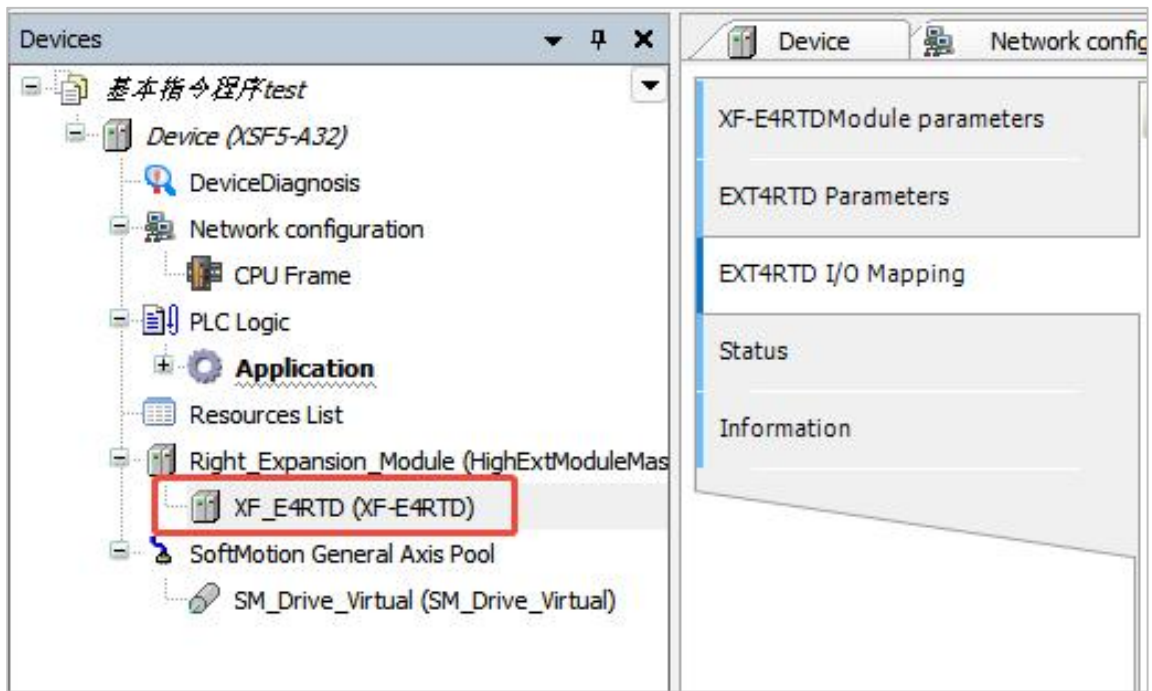 Devices
基本指令程序test
Device (XSF5-A32)
DeviceDiagnosis
Network configuration
CPU Frame
PLC Logic
Application
Resources List
Right_Expansion_Module (HighExtModuleMas
XF_E4RTD (XF-E4RTD)
SoftMotion General Axis Pool
SM_Drive_Virtual (SM_Drive_Virtual)
Device
Network config
XF-E4RTDModule parameters
EXT4RTD Parameters
EXT4RTD I/O Mapping
Status
Information